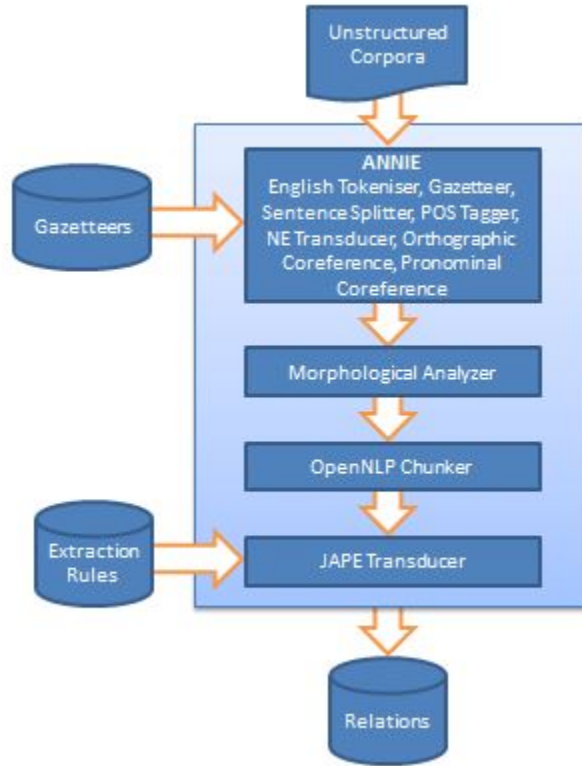 Unstructured
Corpora
ANNIE
English Tokeniser, Gazetteer,
Sentence Splitter, POS Tagger,
NE Transducer, Orthographic
Coreference, Pronominal
Coreference
Gazetteers
Morphological Analyzer
OpenNLP Chunker
Extraction
Rules
JAPE Transducer
Relations